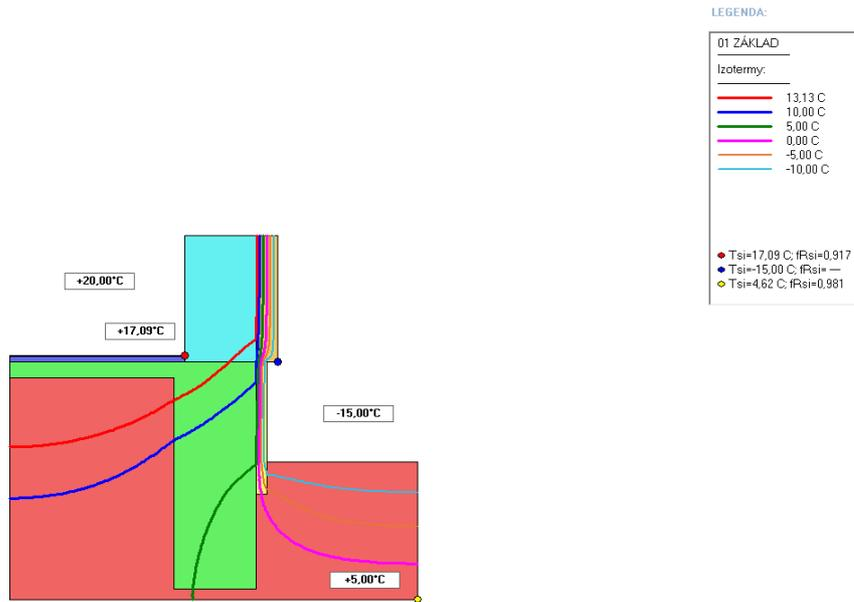 LEGENDA:
01 ZÁKLAD
Izotermy:
13,13 C
10,00 C
5,00 C
0,00 C
-5,00 C
-10,00 C
Tsi=17,09 C; fRsi=0,917
Tsi=-15,00 C; fRsi= —
Tsi=4,62 C; fRsi=0,981
+20,00°C
+17,09°C
-15,00°C
+5,00°C